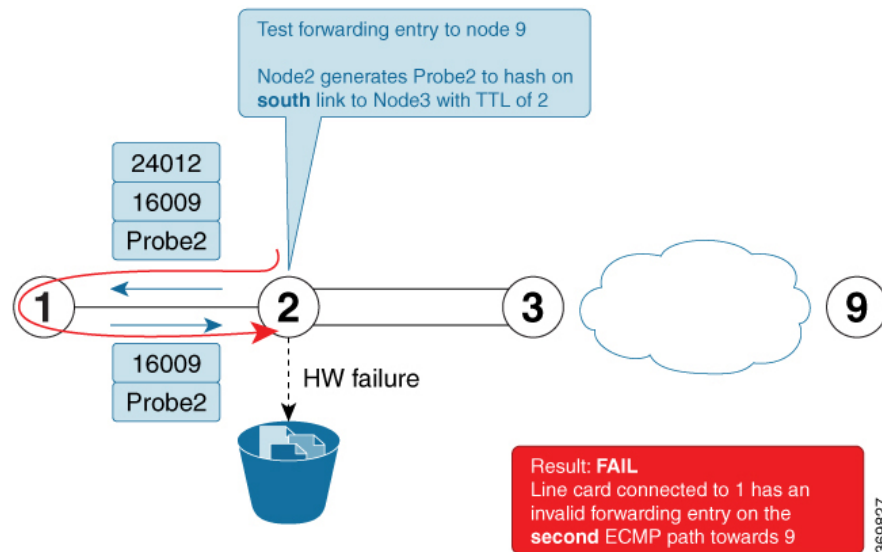 Test forwarding entry to node 9
Node2 generates Probe2 to hash on
south link to Node3 with TTL of 2
24012
16009
Probe2
1
2
3
9
16009
Probe2
HW failure
Result: FAIL
Line card connected to 1 has an
invalid forwarding entry on the
second ECMP path towards 9